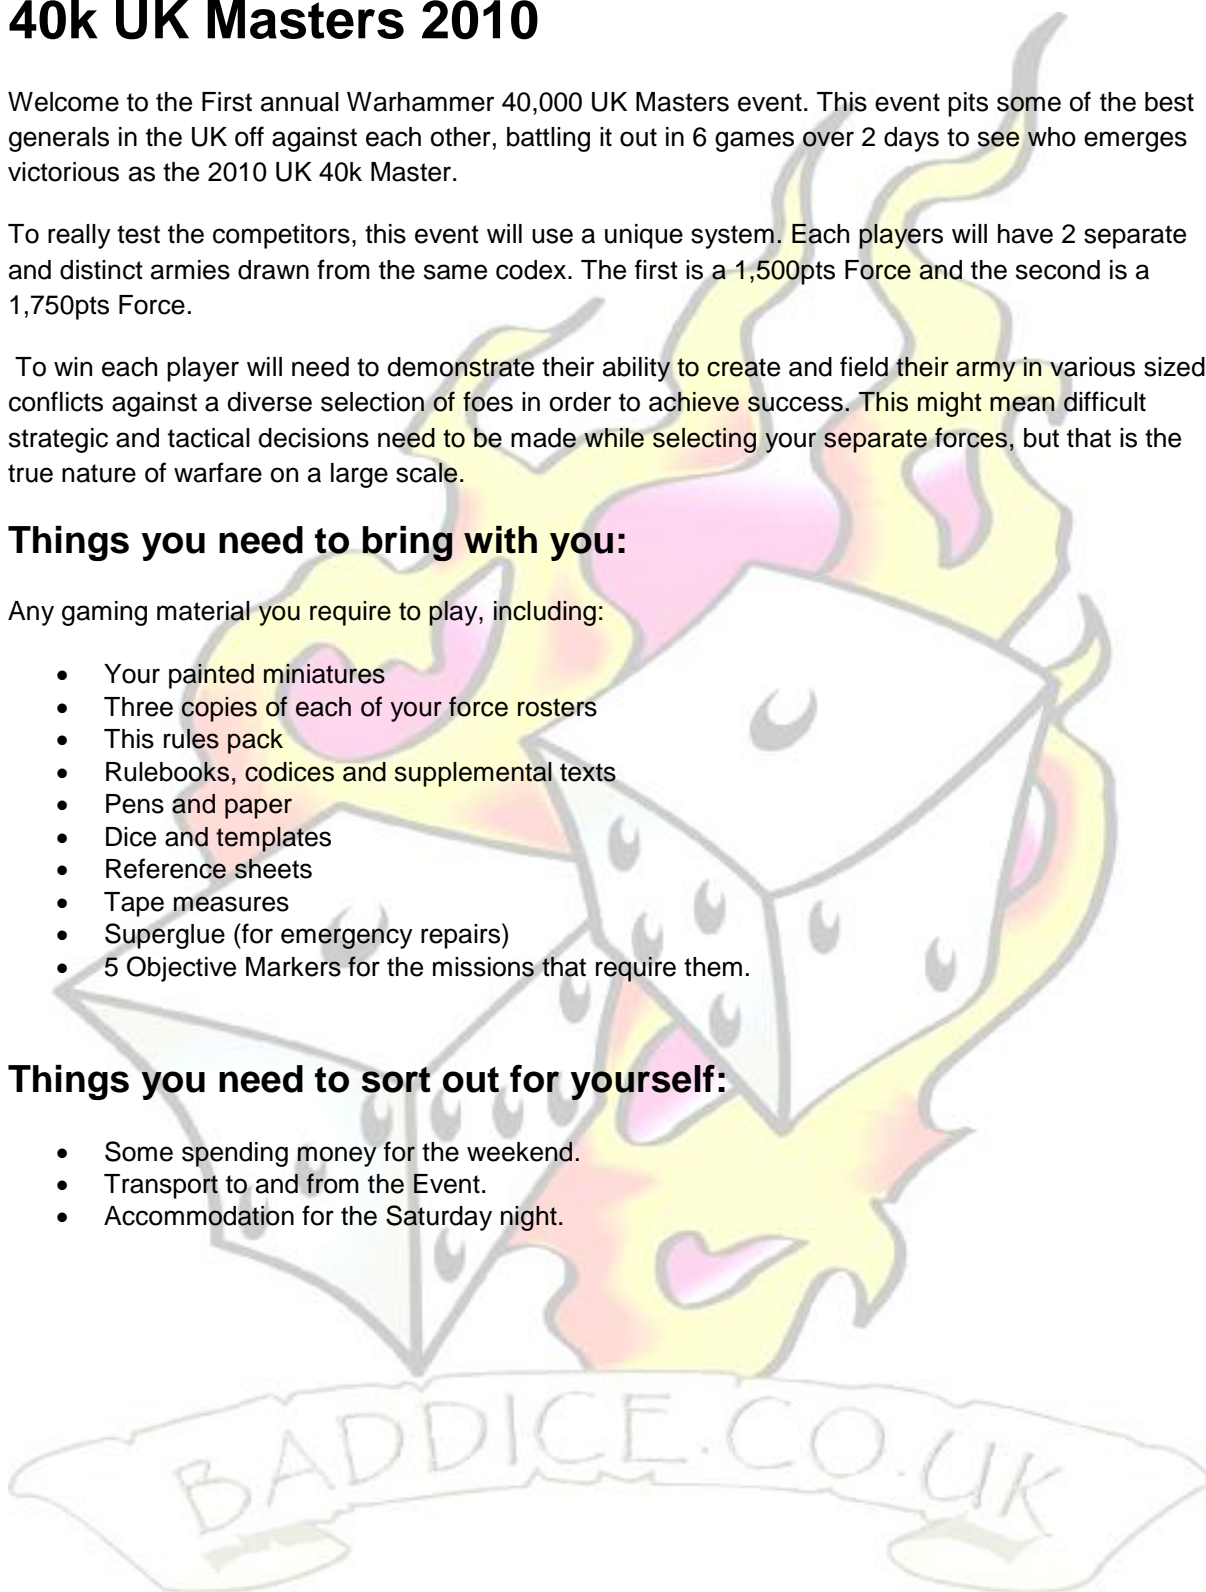 40k UK Masters 2010
Welcome to the First annual Warhammer 40,000 UK Masters event. This event pits some of the best
generals in the UK off against each other, battling it out in 6 games over 2 days to see who emerges
victorious as the 2010 UK 40k Master.
To really test the competitors, this event will use a unique system. Each players will have 2 separate
and distinct armies drawn from the same codex. The first is a 1,500pts Force and the second is a
1,750pts Force.
To win each player will need to demonstrate their ability to create and field their army in various sized
conflicts against a diverse selection of foes in order to achieve success. This might mean difficult
strategic and tactical decisions need to be made while selecting your separate forces, but that is the
true nature of warfare on a large scale.
Things you need to bring with you:
Any gaming material you require to play, including:
• Your painted miniatures
• Three copies of each of your force rosters
• This rules pack
• Rulebooks, codices and supplemental texts
• Pens and paper
• Dice and templates
• Reference sheets
• Tape measures
• Superglue (for emergency repairs)
• 5 Objective Markers for the missions that require them.
Things you need to sort out for yourself:
• Some spending money for the weekend.
• Transport to and from the Event.
• Accommodation for the Saturday night.
BADDICE.CO.UK